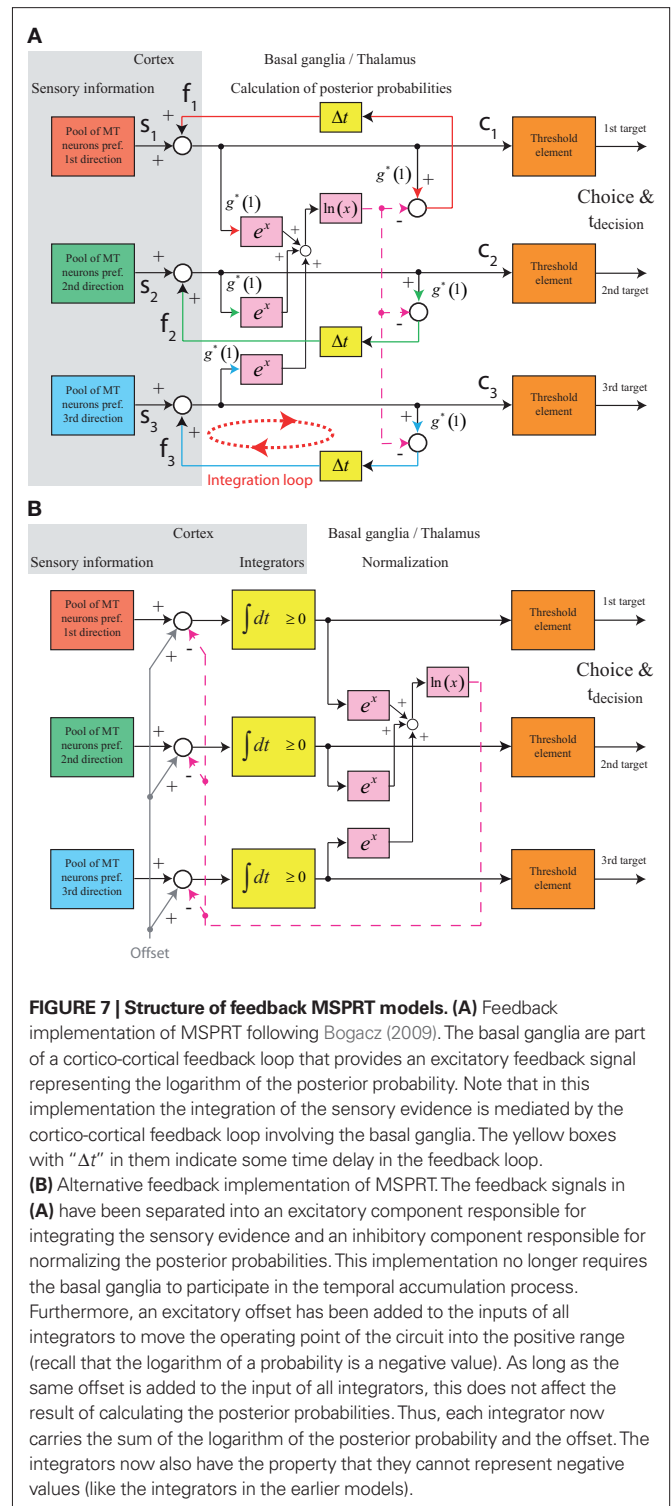 A
Cortex
Basal ganglia / Thalamus
Sensory information
Calculation of posterior probabilities
f1
Δt
Pool of MT
neurons pref.
1st direction
S1
+
+
C1
Threshold
element
1st target
g*(1)
+
g*(1)
ln(x)
-
e^x
+
+
+
Choice &
tdecision
Pool of MT
neurons pref.
2nd direction
S2
+
+
g*(1)
e^x
C2
+
g*(1)
-
Threshold
element
2nd target
f2
Δt
g*(1)
e^x
Pool of MT
neurons pref.
3rd direction
S3
+
+
C3
+
g*(1)
-
Threshold
element
3rd target
f3
Δt
Integration loop
B
Cortex
Basal ganglia / Thalamus
Sensory information
Integrators
Normalization
Pool of MT
neurons pref.
1st direction
+
-
+
∫dt ≥0
Threshold
element
1st target
ln(x)
e^x
+
+
+
Choice &
tdecision
Pool of MT
neurons pref.
2nd direction
+
-
+
∫dt ≥0
e^x
Threshold
element
2nd target
e^x
Pool of MT
neurons pref.
3rd direction
+
-
+
∫dt ≥0
Threshold
element
3rd target
Offset
FIGURE 7 | Structure of feedback MSPRT models. (A) Feedback
implementation of MSPRT following Bogacz (2009). The basal ganglia are part
of a cortico-cortical feedback loop that provides an excitatory feedback signal
representing the logarithm of the posterior probability. Note that in this
implementation the integration of the sensory evidence is mediated by the
cortico-cortical feedback loop involving the basal ganglia. The yellow boxes
with “Δt” in them indicate some time delay in the feedback loop.
(B) Alternative feedback implementation of MSPRT. The feedback signals in
(A) have been separated into an excitatory component responsible for
integrating the sensory evidence and an inhibitory component responsible for
normalizing the posterior probabilities. This implementation no longer requires
the basal ganglia to participate in the temporal accumulation process.
Furthermore, an excitatory offset has been added to the inputs of all
integrators to move the operating point of the circuit into the positive range
(recall that the logarithm of a probability is a negative value). As long as the
same offset is added to the input of all integrators, this does not affect the
result of calculating the posterior probabilities. Thus, each integrator now
carries the sum of the logarithm of the posterior probability and the offset. The
integrators now also have the property that they cannot represent negative
values (like the integrators in the earlier models).